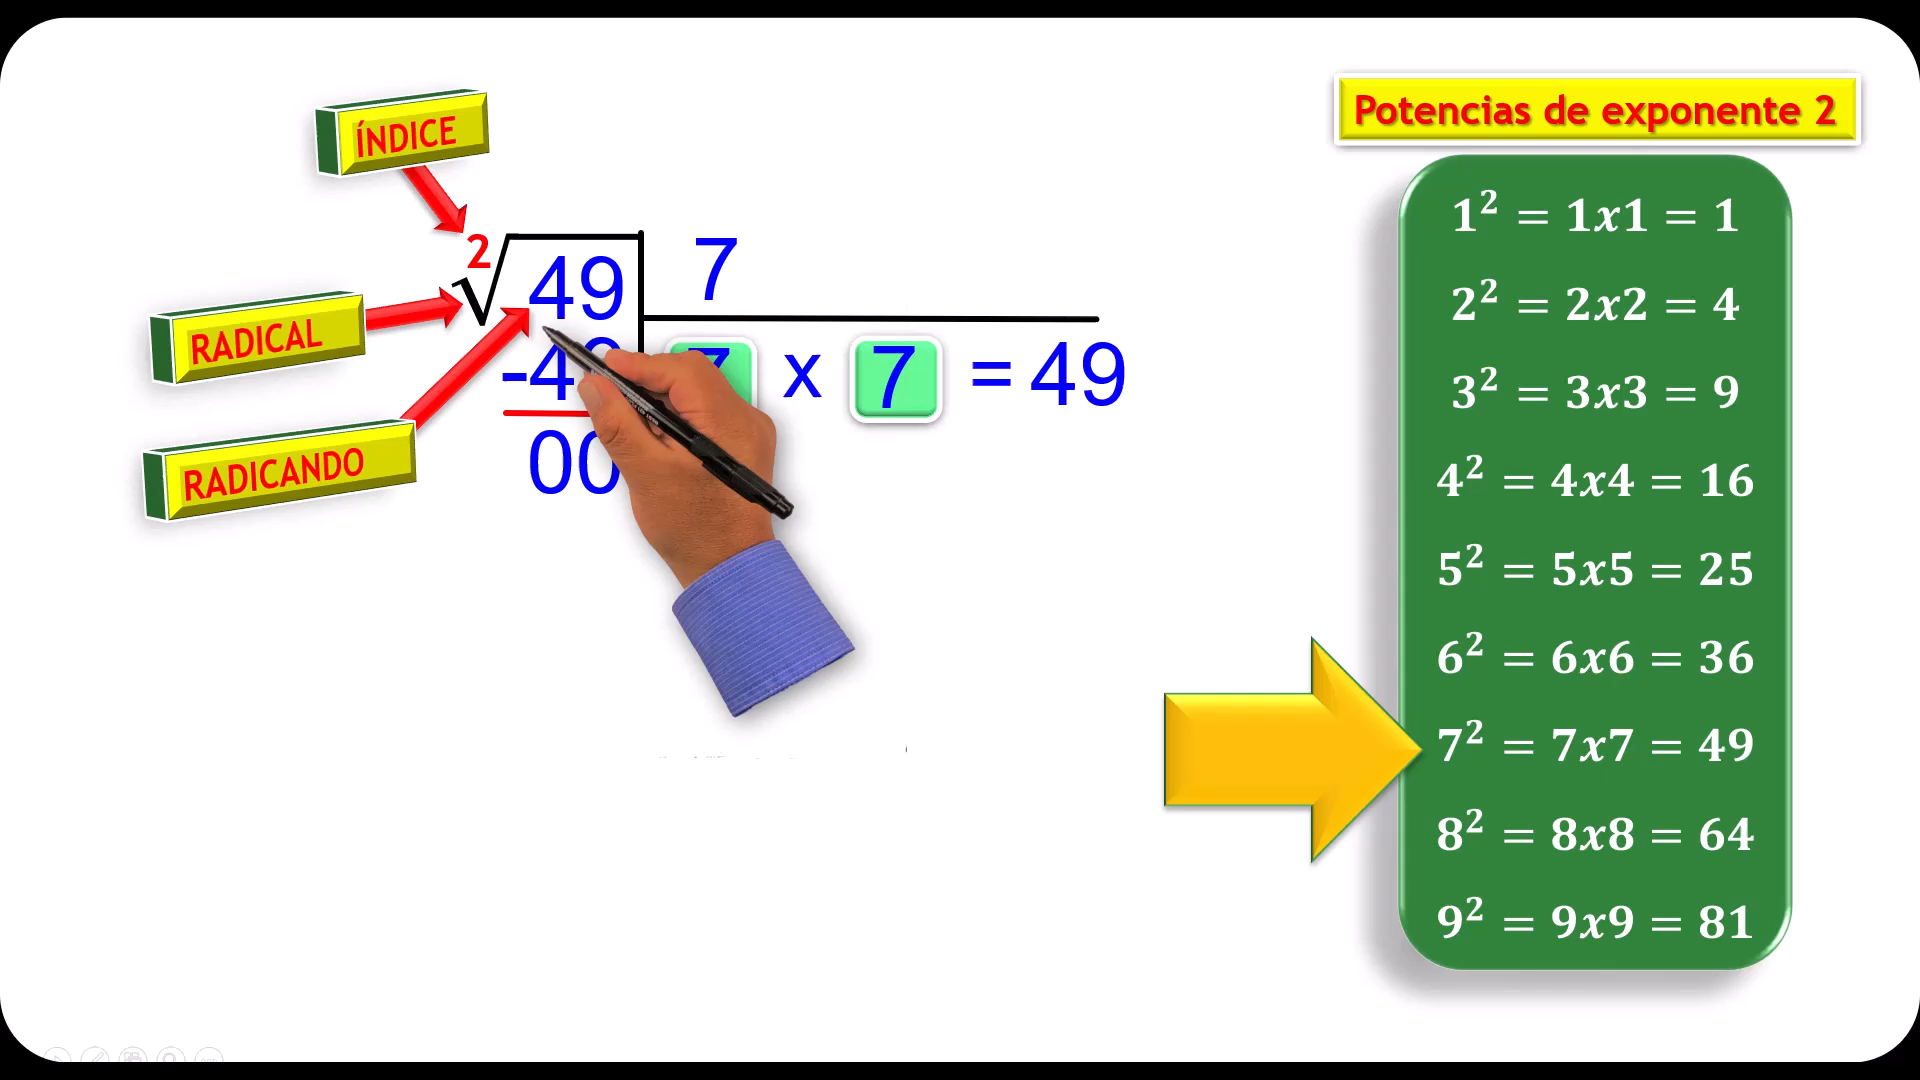 ÍNDICE
RADICAL
RADICANDO
2
√49 7
-49 7 x 7 = 49
00
Potencias de exponente 2
1² = 1x1 = 1
2² = 2x2 = 4
3² = 3x3 = 9
4² = 4x4 = 16
5² = 5x5 = 25
6² = 6x6 = 36
7² = 7x7 = 49
8² = 8x8 = 64
9² = 9x9 = 81